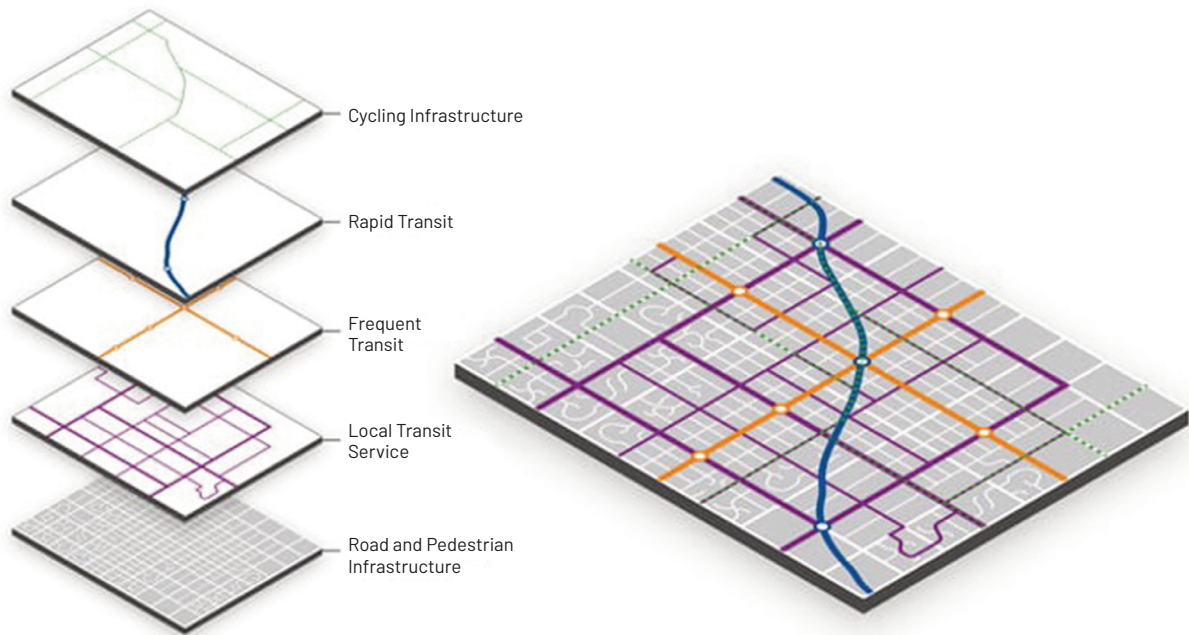 Cycling Infrastructure
Rapid Transit
Frequent
Transit
Local Transit
Service
Road and Pedestrian
Infrastructure